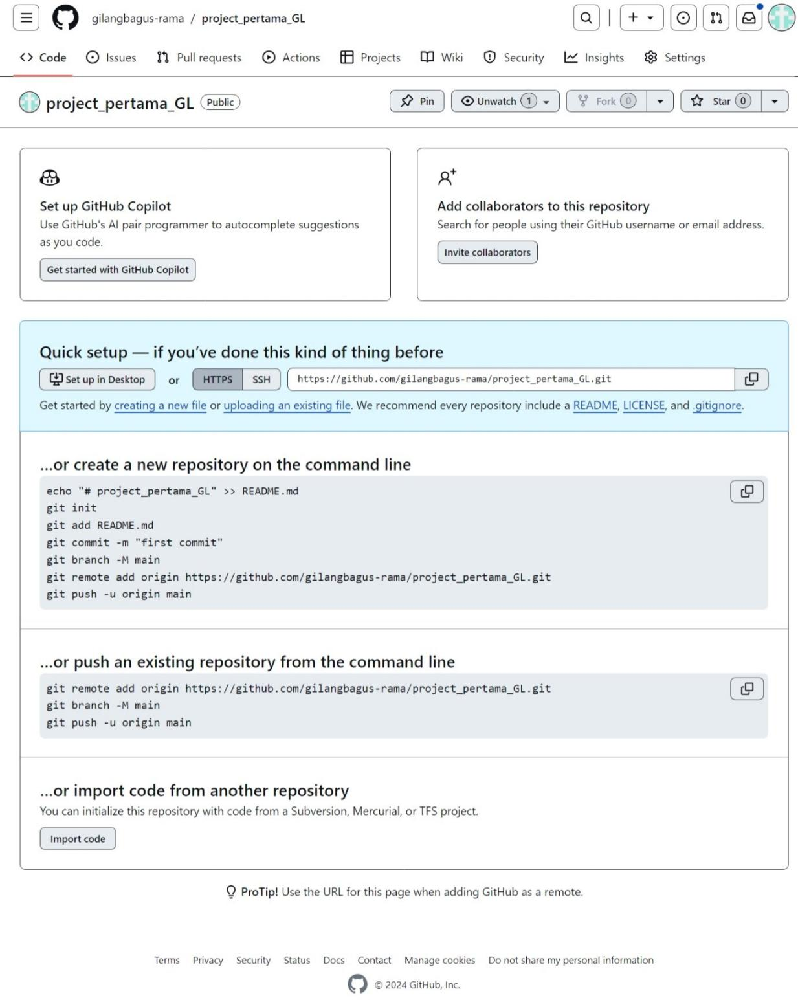 gilangbagus-rama / project_pertama_GL
Code Issues Pull requests Actions Projects Wiki Security Insights Settings
project_pertama_GL Public Pin Unwatch 1 Fork 0 Star 0
Set up GitHub Copilot
Use GitHub's AI pair programmer to autocomplete suggestions
as you code.
Get started with GitHub Copilot
Add collaborators to this repository
Search for people using their GitHub username or email address.
Invite collaborators
Quick setup — if you’ve done this kind of thing before
Set up in Desktop or HTTPS SSH https://github.com/gilangbagus-rama/project_pertama_GL.git
Get started by creating a new file or uploading an existing file. We recommend every repository include a README, LICENSE, and .gitignore.
…or create a new repository on the command line
echo "# project_pertama_GL" >> README.md
git init
git add README.md
git commit -m "first commit"
git branch -M main
git remote add origin https://github.com/gilangbagus-rama/project_pertama_GL.git
git push -u origin main
…or push an existing repository from the command line
git remote add origin https://github.com/gilangbagus-rama/project_pertama_GL.git
git branch -M main
git push -u origin main
…or import code from another repository
You can initialize this repository with code from a Subversion, Mercurial, or TFS project.
Import code
ProTip! Use the URL for this page when adding GitHub as a remote.
Terms Privacy Security Status Docs Contact Manage cookies Do not share my personal information
© 2024 GitHub, Inc.